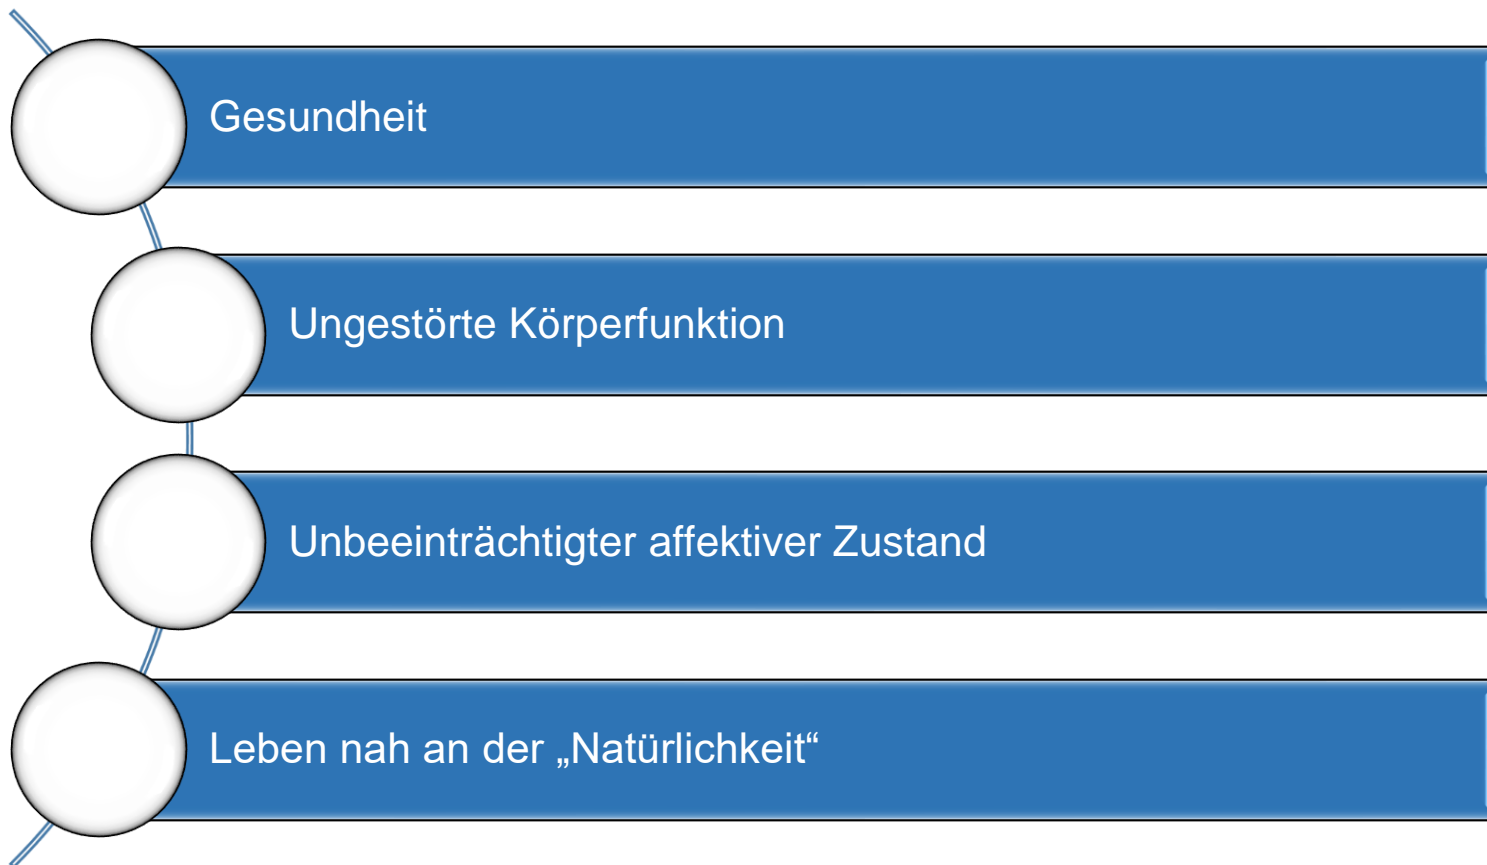 Gesundheit
Ungestörte Körperfunktion
Unbeeinträchtigter affektiver Zustand
Leben nah an der „Natürlichkeit“